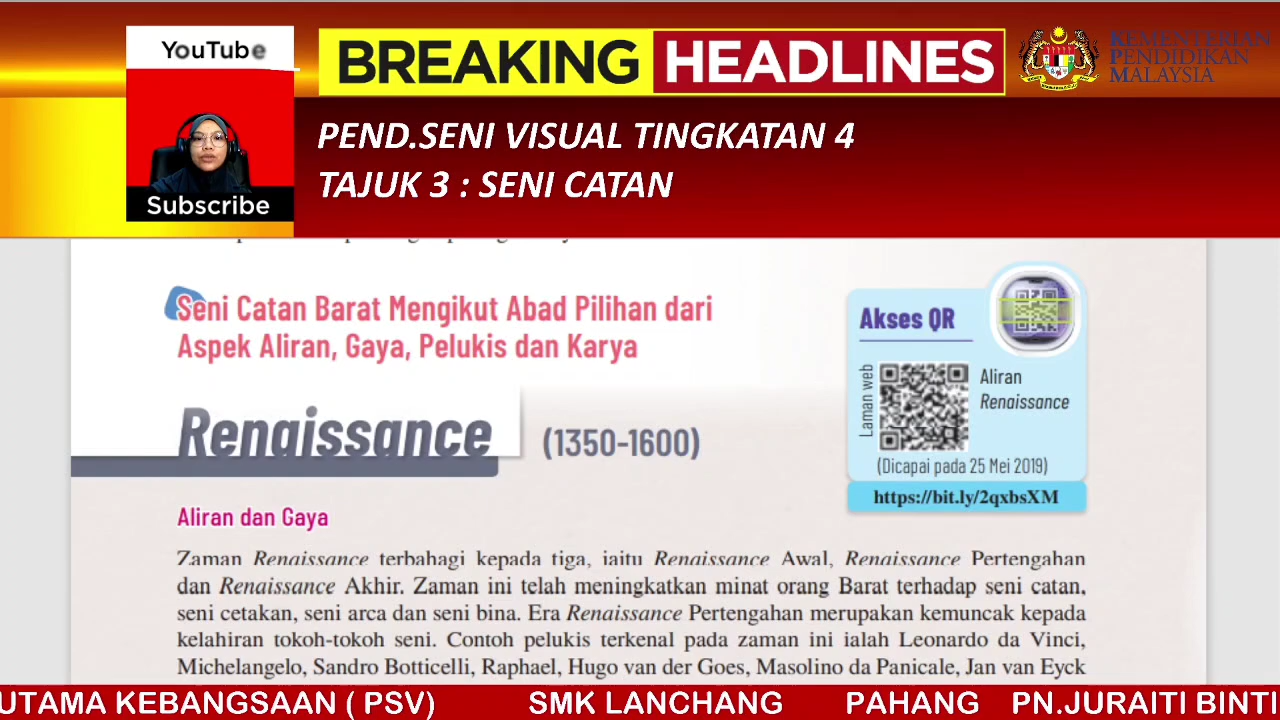 YouTube
Subscribe
BREAKING HEADLINES
KEMENTERIAN
PENDIDIKAN
MALAYSIA
PEND.SENI VISUAL TINGKATAN 4
TAJUK 3 : SENI CATAN
Seni Catan Barat Mengikut Abad Pilihan dari
Aspek Aliran, Gaya, Pelukis dan Karya
Renaissance (1350-1600)
Akses QR
Laman web
Aliran
Renaissance
(Dicapai pada 25 Mei 2019)
https://bit.ly/2qxbsXM
Aliran dan Gaya
Zaman Renaissance terbahagi kepada tiga, iaitu Renaissance Awal, Renaissance Pertengahan
dan Renaissance Akhir. Zaman ini telah meningkatkan minat orang Barat terhadap seni catan,
seni cetakan, seni arca dan seni bina. Era Renaissance Pertengahan merupakan kemuncak kepada
kelahiran tokoh-tokoh seni. Contoh pelukis terkenal pada zaman ini ialah Leonardo da Vinci,
Michelangelo, Sandro Botticelli, Raphael, Hugo van der Goes, Masolino da Panicale, Jan van Eyck
UTAMA KEBANGSAAN ( PSV) SMK LANCHANG PAHANG PN.JURAITI BINTI